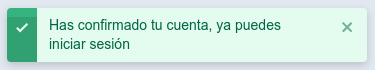 Has confirmado tu cuenta, ya puedes
iniciar sesión